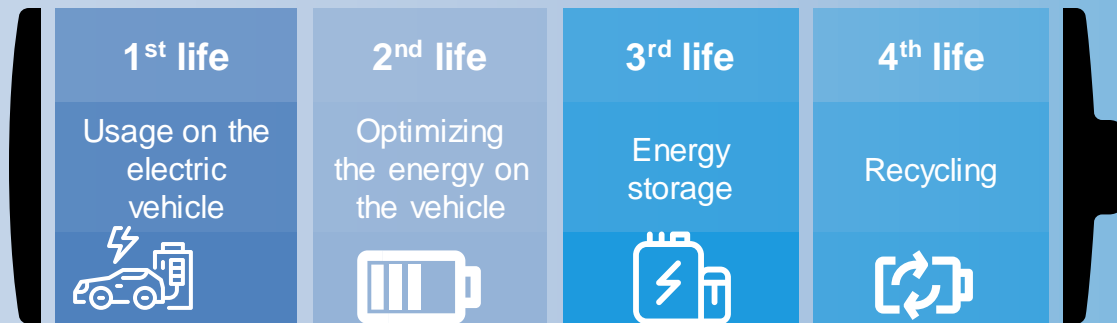 1st life
Usage on the
electric
vehicle
2nd life
Optimizing
the energy on
the vehicle
3rd life
Energy
storage
4th life
Recycling